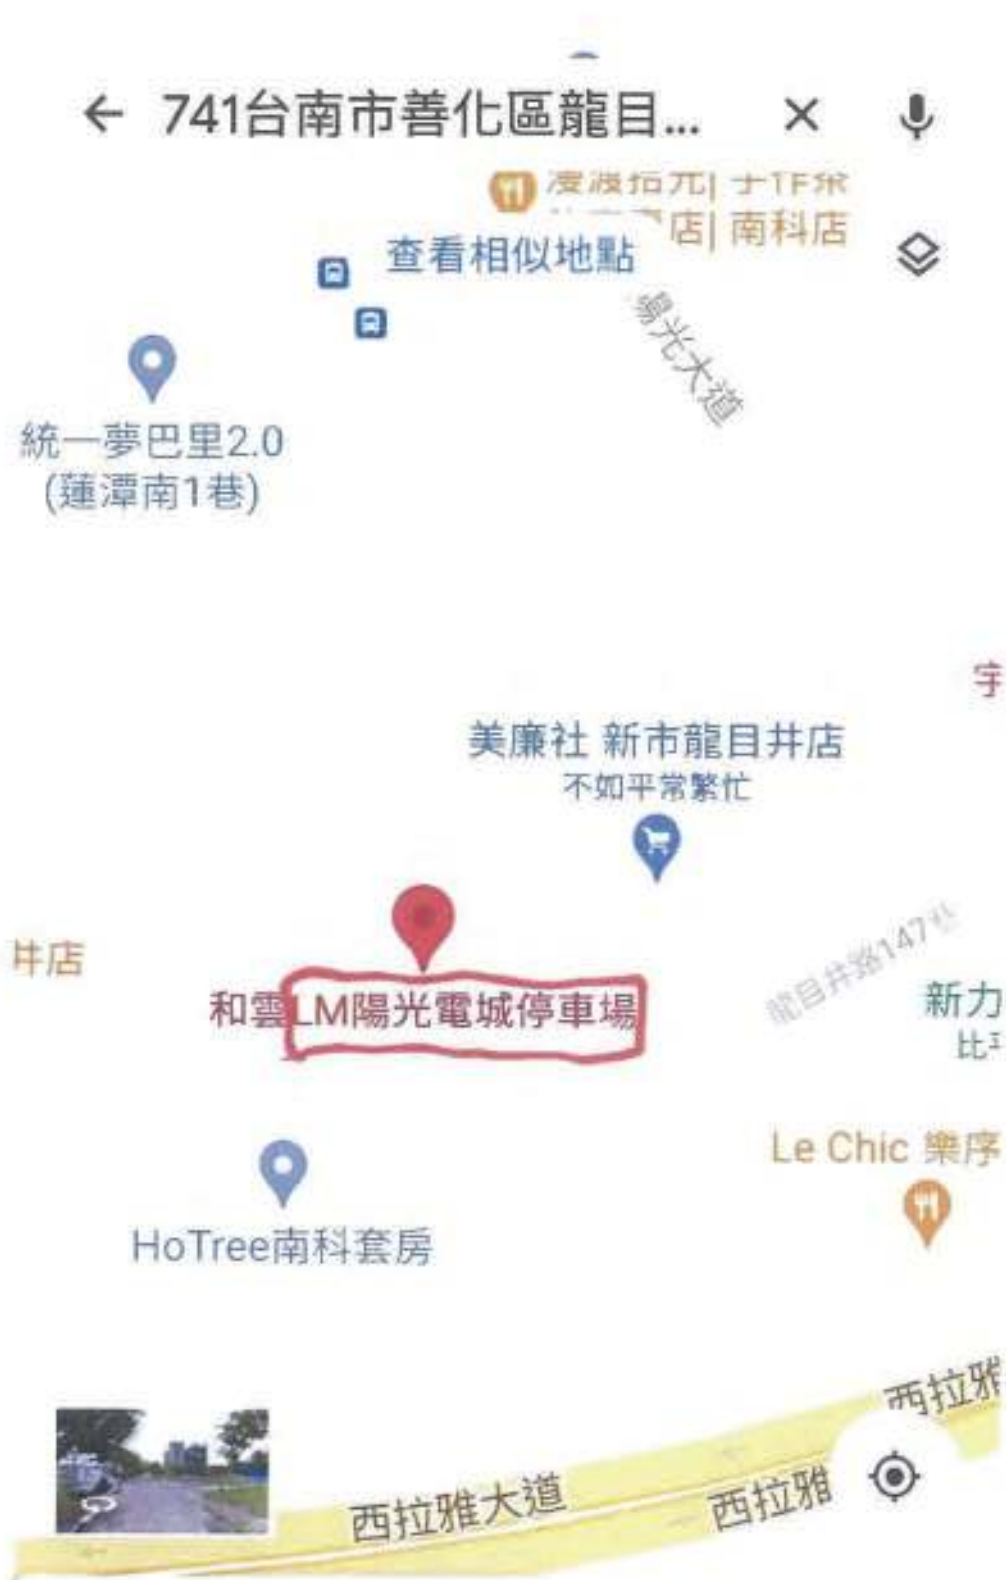 741台南市善化區龍目...
店| 南科店
查看相似地點
陽光大道
統一夢巴里2.0
(蓮潭南1巷)
宇
美廉社 新市龍目井店
不如平常繁忙
井店
和雲LM陽光電城停車場
龍目井路147巷
新力
Le Chic 樂序
HoTree南科套房
西拉雅
西拉雅大道
西拉雅